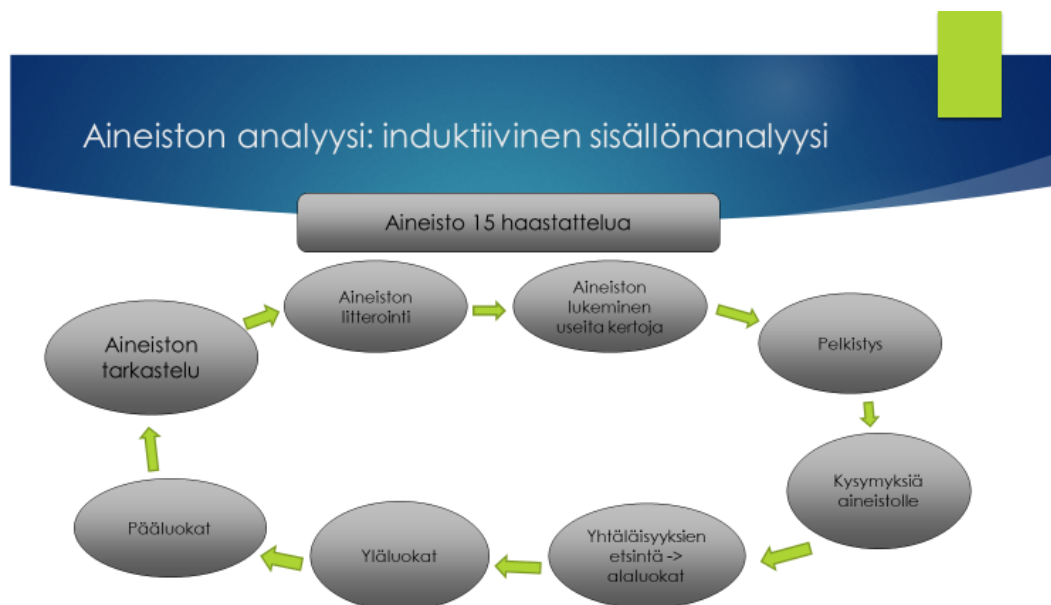 Aineiston analyysi: induktiivinen sisällönanalyysi
Aineisto 15 haastattelua
Aineiston
litterointi
Aineiston
lukeminen
useita kertoja
Pelkistys
Kysymyksiä
aineistolle
Yhtäläisyyksien
etsintä ->
alaluokat
Yläluokat
Pääluokat
Aineiston
tarkastelu